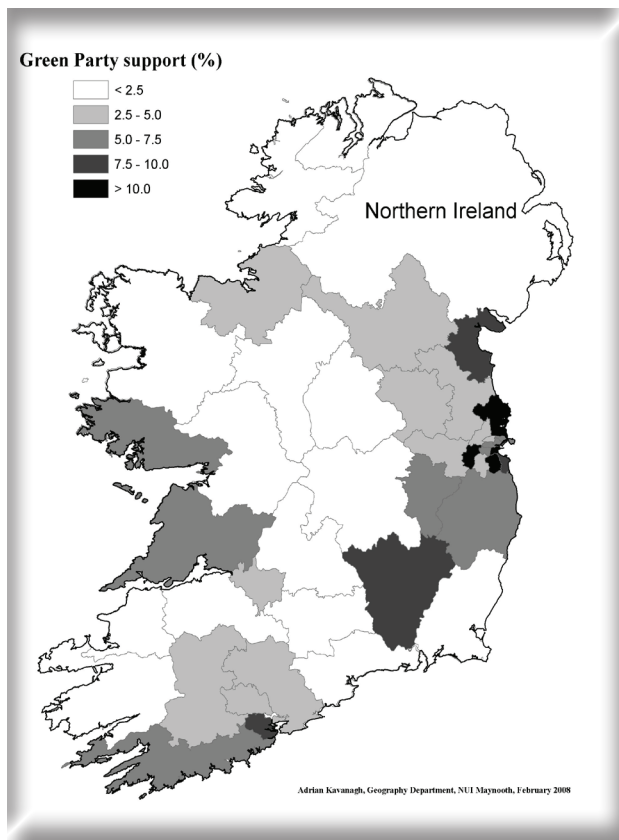 Green Party support (%)
< 2.5
2.5 - 5.0
5.0 - 7.5
7.5 - 10.0
> 10.0
Northern Ireland
Adrian Kavanagh, Geography Department, NUI Maynooth, February 2008